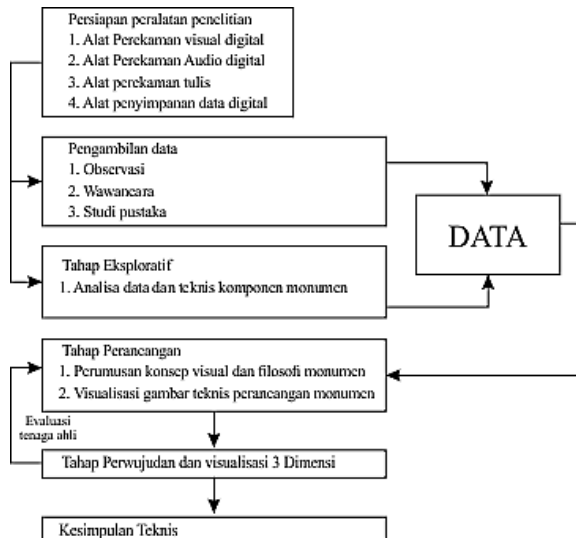 Persiapan peralatan penelitian
1. Alat Perekaman visual digital
2. Alat Perekaman Audio digital
3. Alat perekaman tulis
4. Alat penyimpanan data digital
Pengambilan data
1. Observasi
2. Wawancara
3. Studi pustaka
DATA
Tahap Eksploratif
1. Analisa data dan teknis komponen monumen
Tahap Perancangan
1. Perumusan konsep visual dan filosofi monumen
2. Visualisasi gambar teknis perancangan monumen
Evaluasi
tenaga ahli
Tahap Perwujudan dan visualisasi 3 Dimensi
Kesimpulan Teknis